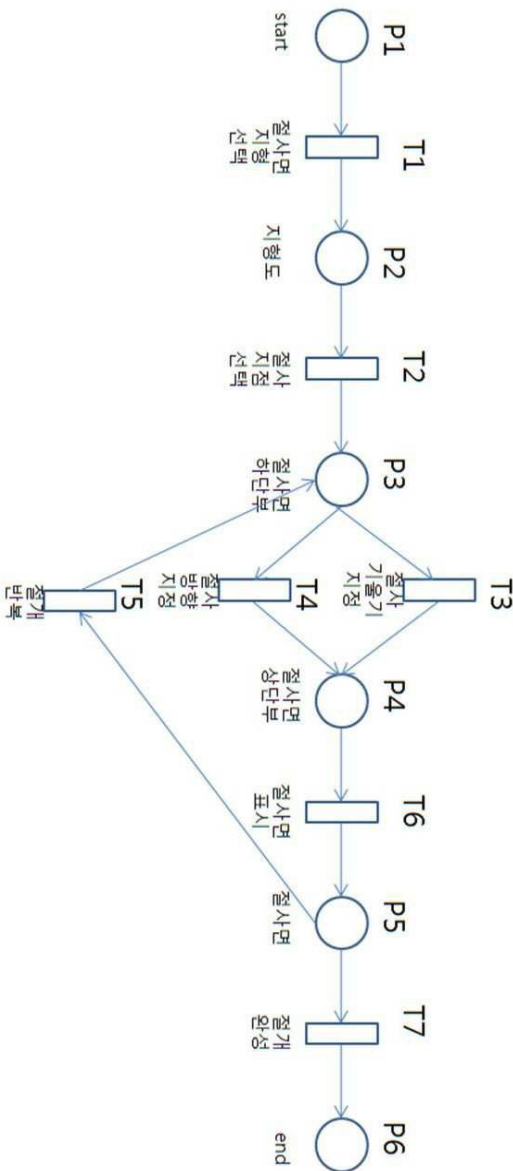 P1
start
T1
절사면
지형
선택
P2
지형도
T2
절사
지점
선택
P3
절사면
하단부
T3
절사
기울기
지정
T4
절사
방향
지정
T5
절개
반복
P4
절사면
상단부
T6
절사면
표시
P5
절사면
T7
절개
완성
P6
end